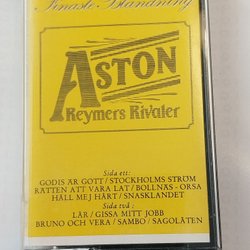 Finaste Blandning
ASTON
Reymers Rivaler
Sida ett:
GODIS ÄR GOTT / STOCKHOLMS STRÖM
RÄTTEN ATT VARA LAT / BOLLNÄS - ORSA
HÅLL MEJ HÅRT / SNASKLANDET
Sida två:
LÄR / GISSA MITT JOBB
BRUNO OCH VERA / SAMBO / SAGOLÅTEN